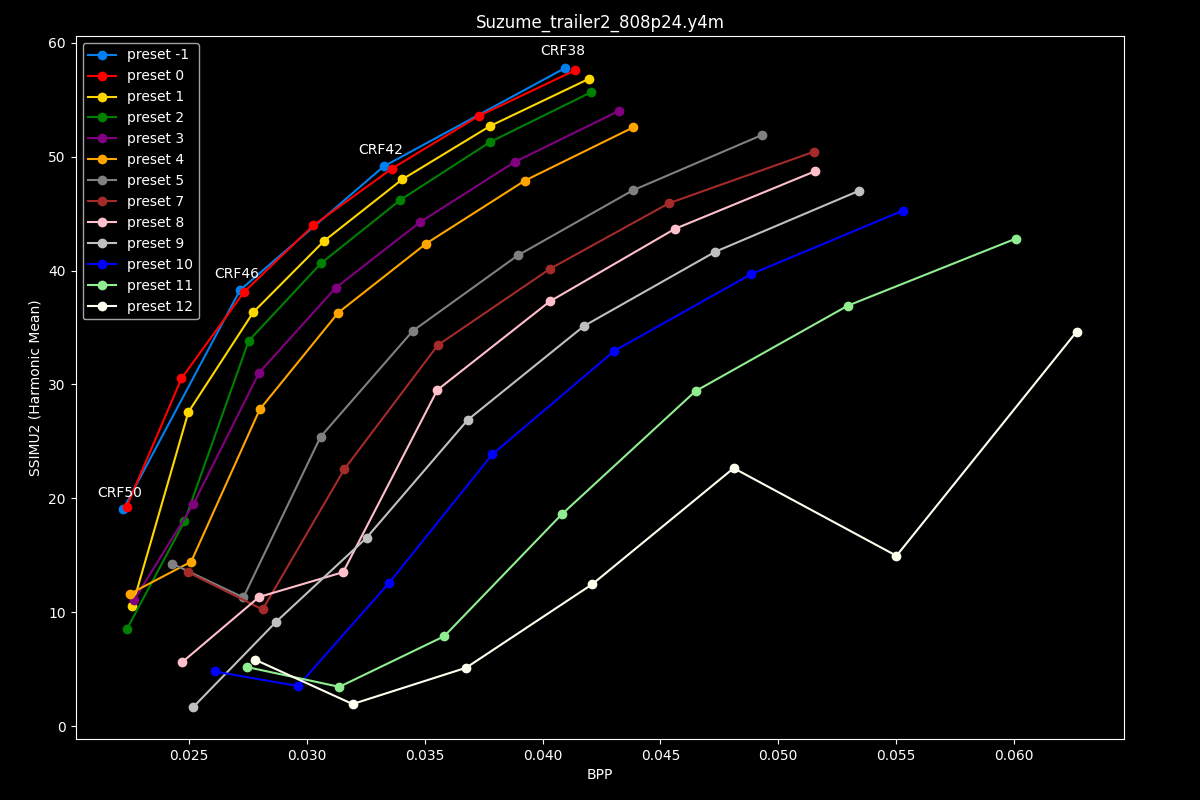 Suzume_trailer2_808p24.y4m
60
50
40
30
20
10
0
SSIMU2 (Harmonic Mean)
preset -1
preset 0
preset 1
preset 2
preset 3
preset 4
preset 5
preset 7
preset 8
preset 9
preset 10
preset 11
preset 12
CRF38
CRF42
CRF46
CRF50
0.025 0.030 0.035 0.040 0.045 0.050 0.055 0.060
BPP